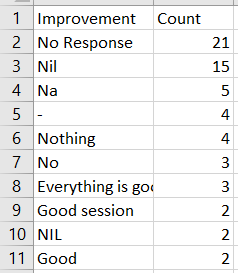 1 Improvement Count
2 No Response 21
3 Nil 15
4 Na 5
5 - 4
6 Nothing 4
7 No 3
8 Everything is goo 3
9 Good session 2
10 NIL 2
11 Good 2